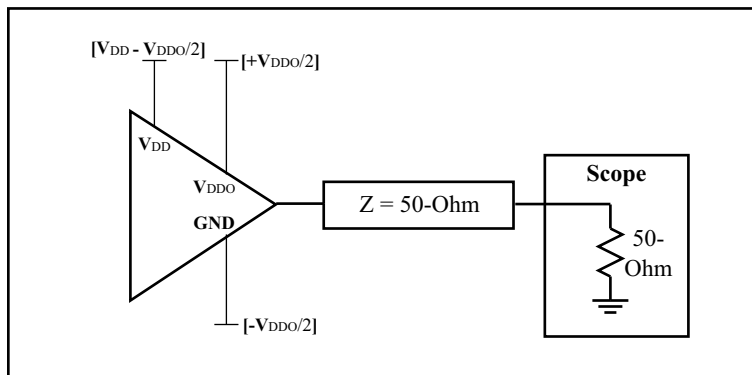 [VDD - VDDO/2]
[+VDDO/2]
VDD
VDDO
GND
[-VDDO/2]
Z = 50-Ohm
Scope
50-
Ohm